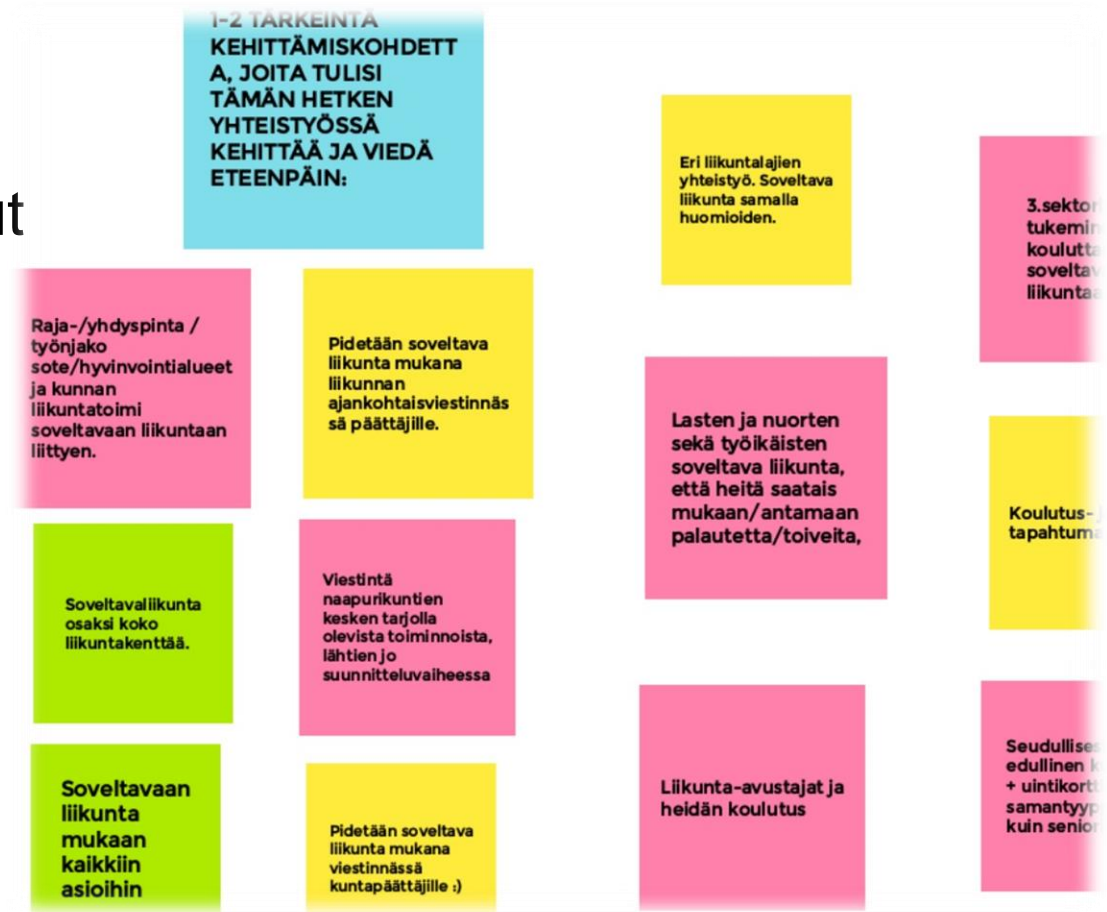 1-2 TÄRKEINTÄ
KEHITTÄMISKOHDETT
A, JOITA TULISI
TÄMÄN HETKEN
YHTEISTYÖSSÄ
KEHITTÄÄ JA VIEDÄ
ETEENPÄIN:
Raja-/yhdyspinta /
työnjako
sote/hyvinvointialueet
ja kunnan
liikuntatoimi
soveltavaan liikuntaan
liittyen.
Pidetään soveltava
liikunta mukana
liikunnan
ajankohtaisviestinnäs
sä päättäjille.
Eri liikuntalajien
yhteistyö. Soveltava
liikunta samalla
huomioiden.
Lasten ja nuorten
sekä työikäisten
soveltava liikunta,
että heitä saatais
mukaan/antamaan
palautetta/toiveita,
Soveltavaliikunta
osaksi koko
liikuntakenttää.
Viestintä
naapurikuntien
kesken tarjolla
olevista toiminnoista,
lähtien jo
suunnitteluvaiheessa
Soveltavaan
liikunta
mukaan
kaikkiin
asioihin
Pidetään soveltava
liikunta mukana
viestinnässä
kuntapäättäjille :)
Liikunta-avustajat ja
heidän koulutus
Koulutus-
edullinen
+
kuin